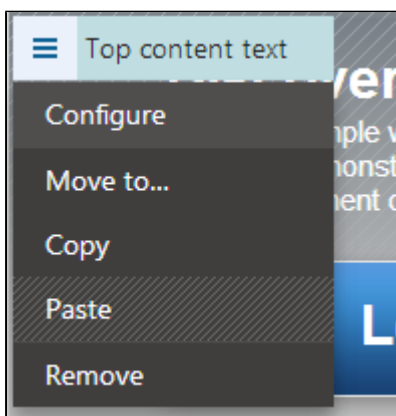 Top content text
Configure
Move to...
Copy
Paste
Remove